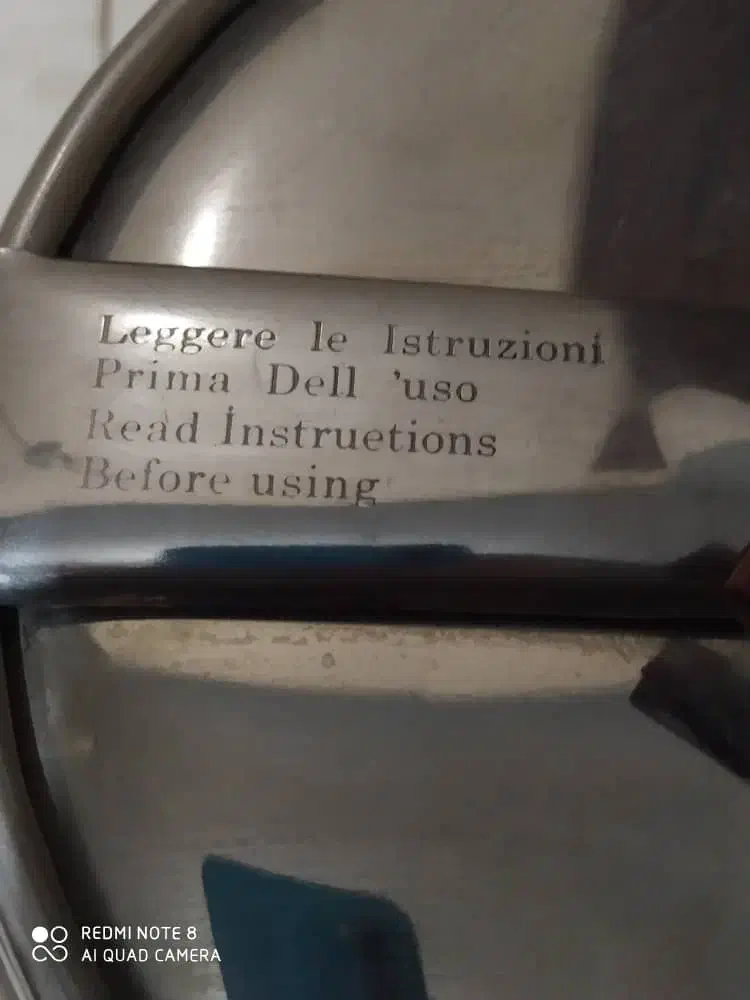 Leggere le Istruzioni
Prima Dell 'uso
Read İnstruetions
Before using
REDMI NOTE 8
AI QUAD CAMERA